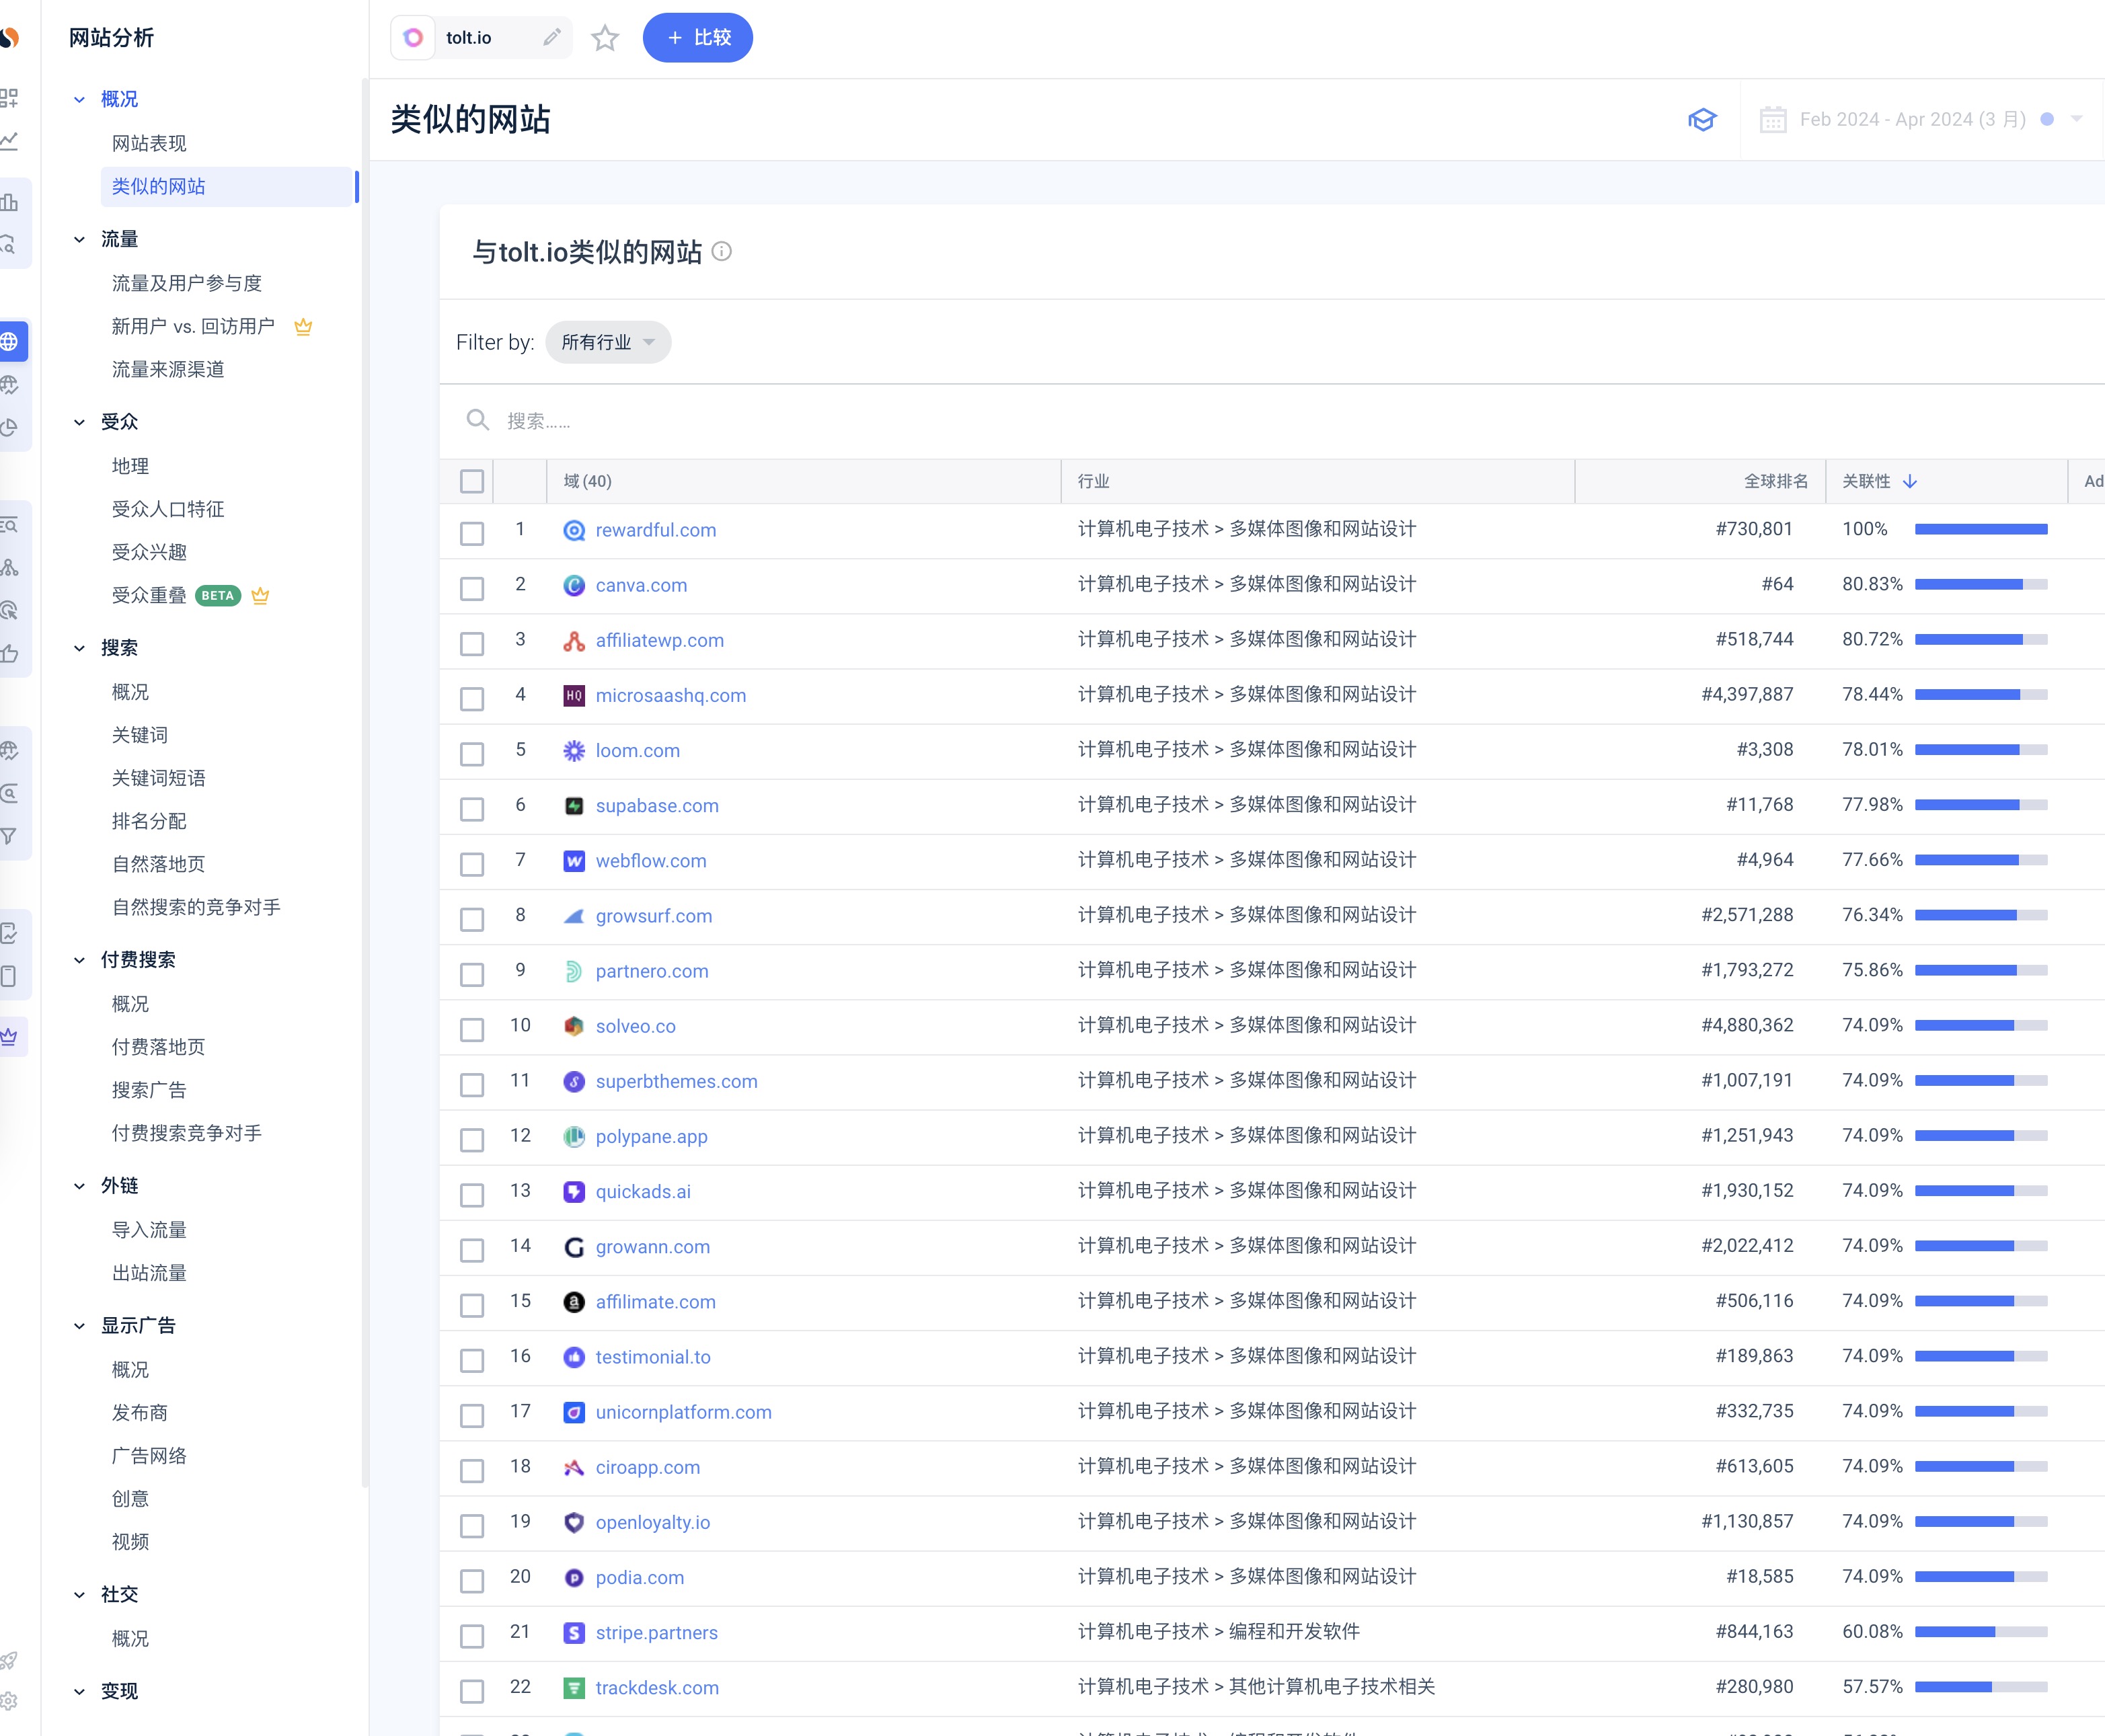 网站分析
概况
网站表现
类似的网站
流量
流量及用户参与度
新用户 vs. 回访用户
流量来源渠道
受众
地理
受众人口特征
受众兴趣
受众重叠 BETA
搜索
概况
关键词
关键词短语
排名分配
自然落地页
自然搜索的竞争对手
付费搜索
概况
付费落地页
搜索广告
付费搜索竞争对手
外链
导入流量
出站流量
显示广告
概况
发布商
广告网络
创意
视频
社交
概况
变现
tolt.io
+ 比较
类似的网站
Feb 2024 - Apr 2024 (3 月)
与tolt.io类似的网站
Filter by: 所有行业
搜索......
域 (40) 行业 全球排名 关联性 Ad
1 rewardful.com 计算机电子技术 > 多媒体图像和网站设计 #730,801 100%
2 canva.com 计算机电子技术 > 多媒体图像和网站设计 #64 80.83%
3 affiliatewp.com 计算机电子技术 > 多媒体图像和网站设计 #518,744 80.72%
4 HQ microsaashq.com 计算机电子技术 > 多媒体图像和网站设计 #4,397,887 78.44%
5 loom.com 计算机电子技术 > 多媒体图像和网站设计 #3,308 78.01%
6 supabase.com 计算机电子技术 > 多媒体图像和网站设计 #11,768 77.98%
7 webflow.com 计算机电子技术 > 多媒体图像和网站设计 #4,964 77.66%
8 growsurf.com 计算机电子技术 > 多媒体图像和网站设计 #2,571,288 76.34%
9 partnero.com 计算机电子技术 > 多媒体图像和网站设计 #1,793,272 75.86%
10 solveo.co 计算机电子技术 > 多媒体图像和网站设计 #4,880,362 74.09%
11 superbthemes.com 计算机电子技术 > 多媒体图像和网站设计 #1,007,191 74.09%
12 polypane.app 计算机电子技术 > 多媒体图像和网站设计 #1,251,943 74.09%
13 quickads.ai 计算机电子技术 > 多媒体图像和网站设计 #1,930,152 74.09%
14 growann.com 计算机电子技术 > 多媒体图像和网站设计 #2,022,412 74.09%
15 affilimate.com 计算机电子技术 > 多媒体图像和网站设计 #506,116 74.09%
16 testimonial.to 计算机电子技术 > 多媒体图像和网站设计 #189,863 74.09%
17 unicornplatform.com 计算机电子技术 > 多媒体图像和网站设计 #332,735 74.09%
18 ciroapp.com 计算机电子技术 > 多媒体图像和网站设计 #613,605 74.09%
19 openloyalty.io 计算机电子技术 > 多媒体图像和网站设计 #1,130,857 74.09%
20 podia.com 计算机电子技术 > 多媒体图像和网站设计 #18,585 74.09%
21 stripe.partners 计算机电子技术 > 编程和开发软件 #844,163 60.08%
22 trackdesk.com 计算机电子技术 > 其他计算机电子技术相关 #280,980 57.57%